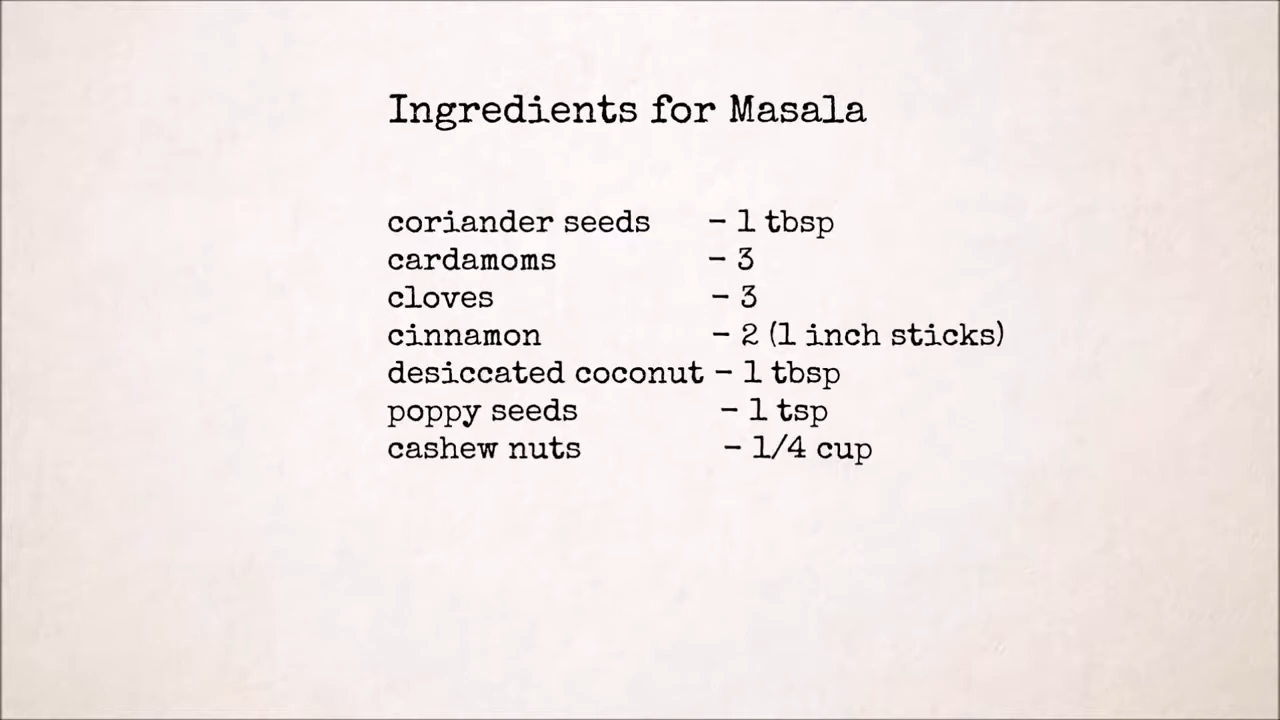 Ingredients for Masala
coriander seeds - 1 tbsp
cardamoms - 3
cloves - 3
cinnamon - 2 (1 inch sticks)
desiccated coconut - 1 tbsp
poppy seeds - 1 tsp
cashew nuts - 1/4 cup